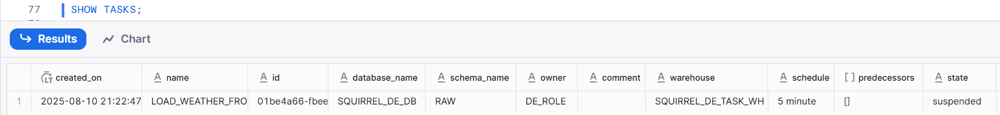 77 SHOW TASKS;
Results Chart
created_on name id database_name schema_name owner comment warehouse schedule predecessors state
1 2025-08-10 21:22:47 LOAD_WEATHER_FRO 01be4a66-fbee SQUIRREL_DE_DB RAW DE_ROLE SQUIRREL_DE_TASK_WH 5 minute [] suspended